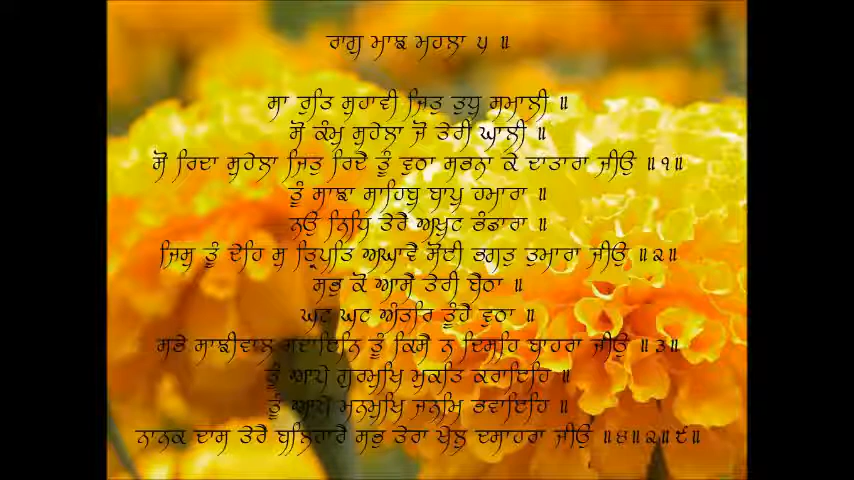 ਰਾਗੁ ਮਾਝ ਮਹਲਾ ੫ ॥
ਸਾ ਰੁਤਿ ਸੁਹਾਵੀ ਜਿਤੁ ਤੁਧੁ ਸਮਾਲੀ ॥
ਸੋ ਕੰਮੁ ਸੁਹੇਲਾ ਜੋ ਤੇਰੀ ਘਾਲੀ ॥
ਸੋ ਰਿਦਾ ਸੁਹੇਲਾ ਜਿਤੁ ਰਿਦੈ ਤੂੰ ਵੁਠਾ ਸਭਨਾ ਕੇ ਦਾਤਾਰਾ ਜੀਉ ॥੧॥
ਤੂੰ ਸਾਝਾ ਸਾਹਿਬੁ ਬਾਪੁ ਹਮਾਰਾ ॥
ਨਉ ਨਿਧਿ ਤੇਰੈ ਅਖੁਟ ਭੰਡਾਰਾ ॥
ਜਿਸੁ ਤੂੰ ਦੇਹਿ ਸੁ ਤ੍ਰਿਪਤਿ ਅਘਾਵੈ ਸੋਈ ਭਗਤੁ ਤੁਮਾਰਾ ਜੀਉ ॥੨॥
ਸਭੁ ਕੋ ਆਸੈ ਤੇਰੀ ਬੈਠਾ ॥
ਘਟ ਘਟ ਅੰਤਰਿ ਤੂੰਹੈ ਵੁਠਾ ॥
ਸਭੇ ਸਾਝੀਵਾਲ ਸਦਾਇਨਿ ਤੂੰ ਕਿਸੈ ਨ ਦਿਸਹਿ ਬਾਹਰਾ ਜੀਉ ॥੩॥
ਤੂੰ ਆਪੇ ਗੁਰਮੁਖਿ ਮੁਕਤਿ ਕਰਾਇਹਿ ॥
ਤੂੰ ਆਪੇ ਮਨਮੁਖਿ ਜਨਮਿ ਭਵਾਇਹਿ ॥
ਨਾਨਕ ਦਾਸ ਤੇਰੈ ਬਲਿਹਾਰੈ ਸਭੁ ਤੇਰਾ ਖੇਲੁ ਦਸਾਹਰਾ ਜੀਉ ॥੪॥੨॥੯॥